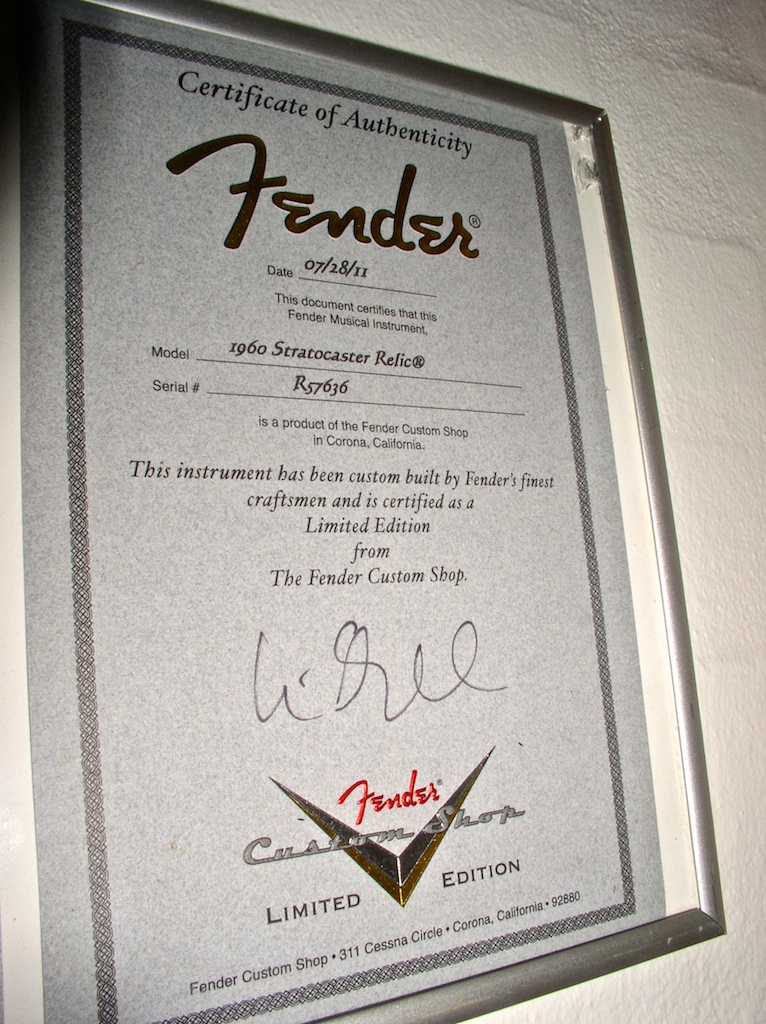 Certificate of Authenticity
Fender®
Date 07/28/11
This document certifies that this
Fender Musical Instrument,
Model 1960 Stratocaster Relic®
Serial # R57636
is a product of the Fender Custom Shop
in Corona, California.
This instrument has been custom built by Fender's finest
craftsmen and is certified as a
Limited Edition
from
The Fender Custom Shop.
Fender®
Custom Shop
LIMITED EDITION
Fender Custom Shop • 311 Cessna Circle • Corona, California • 92880